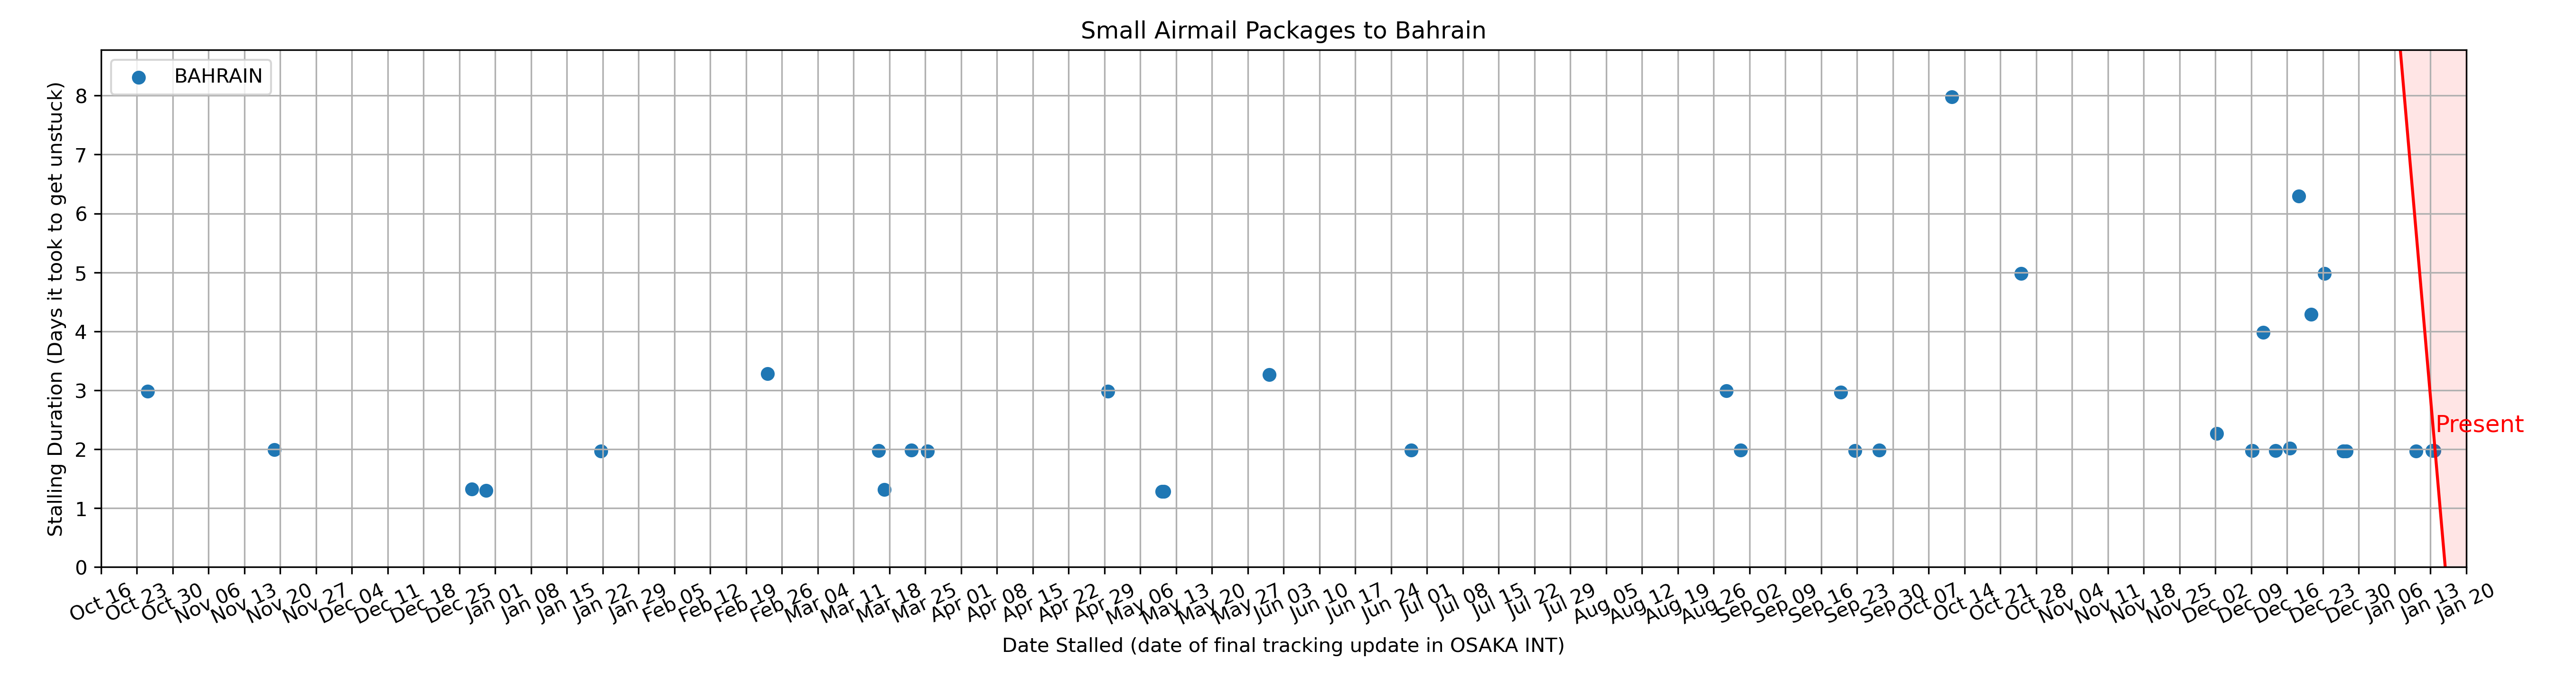 Small Airmail Packages to Bahrain
BAHRAIN
Stalling Duration (Days it took to get unstuck)
8
7
6
5
4
3
2
1
0
Present
Oct 16 Oct 23 Oct 30 Nov 06 Nov 13 Nov 20 Nov 27 Dec 04 Dec 11 Dec 18 Dec 25 Jan 01 Jan 08 Jan 15 Jan 22 Jan 29 Feb 05 Feb 12 Feb 19 Feb 26 Mar 04 Mar 11 Mar 18 Mar 25 Apr 01 Apr 08 Apr 15 Apr 22 Apr 29 May 06 May 13 May 20 May 27 Jun 03 Jun 10 Jun 17 Jun 24 Jul 01 Jul 08 Jul 15 Jul 22 Jul 29 Aug 05 Aug 12 Aug 19 Aug 26 Sep 02 Sep 09 Sep 16 Sep 23 Sep 30 Oct 07 Oct 14 Oct 21 Oct 28 Nov 04 Nov 11 Nov 18 Nov 25 Dec 02 Dec 09 Dec 16 Dec 23 Dec 30 Jan 06 Jan 13 Jan 20
Date Stalled (date of final tracking update in OSAKA INT)